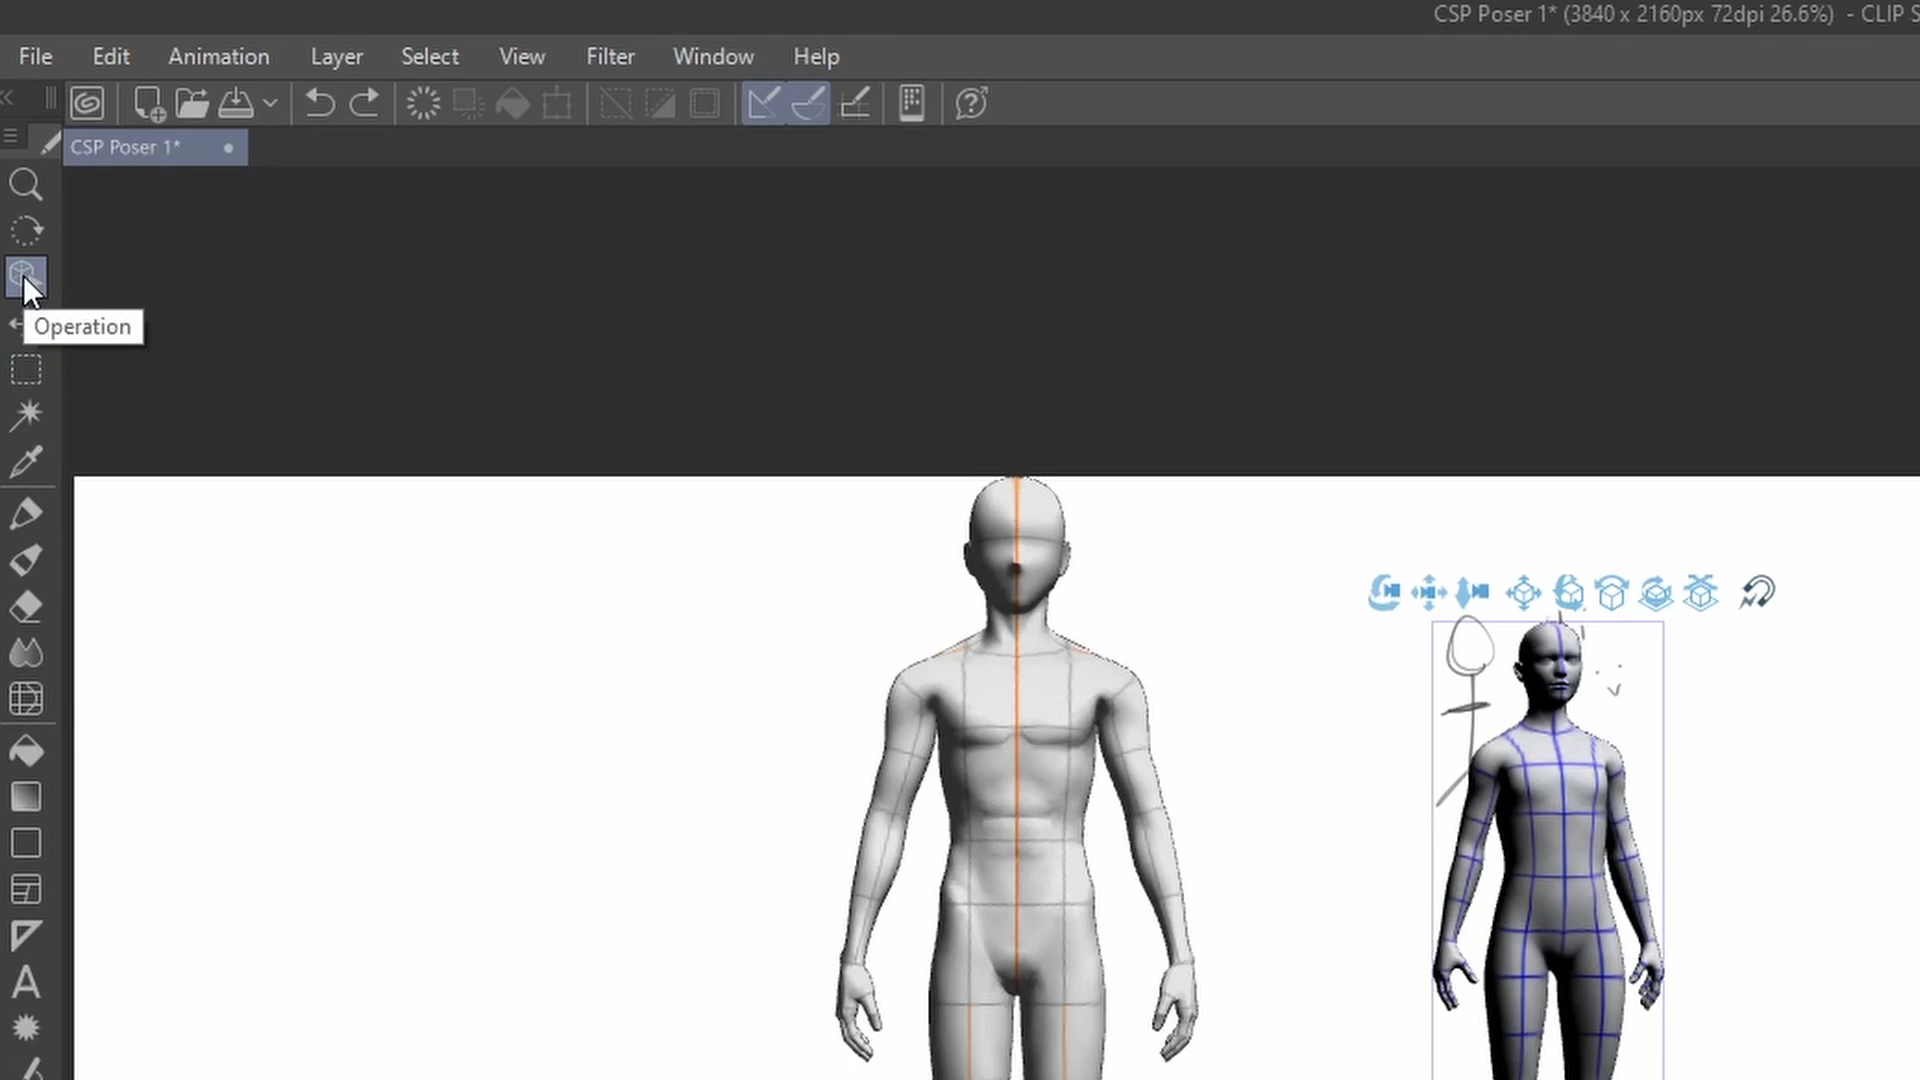 CSP Poser 1* (3840 x 2160px 72dpi 26.6%) - CLIP S
File Edit Animation Layer Select View Filter Window Help
CSP Poser 1*
Operation